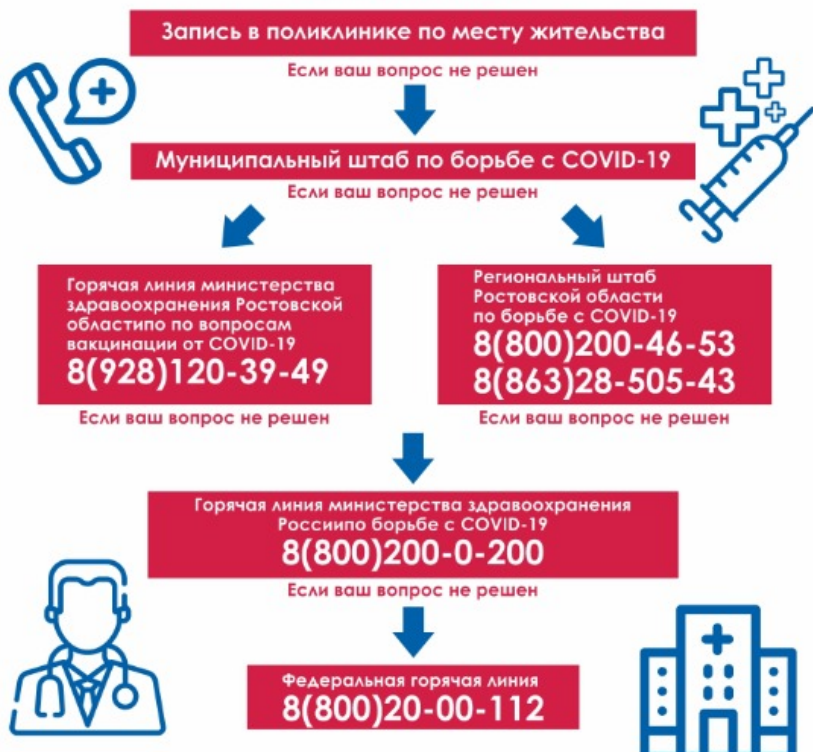 Запись в поликлинике по месту жительства
Если ваш вопрос не решен
Муниципальный штаб по борьбе с COVID-19
Если ваш вопрос не решен
Горячая линия министерства
здравоохранения Ростовской
областипо по вопросам
вакцинации от COVID-19
8(928)120-39-49
Если ваш вопрос не решен
Региональный штаб
Ростовской области
по борьбе с COVID-19
8(800)200-46-53
8(863)28-505-43
Если ваш вопрос не решен
Горячая линия министерства здравоохранения
Россиипо борьбе с COVID-19
8(800)200-0-200
Если ваш вопрос не решен
Федеральная горячая линия
8(800)20-00-112